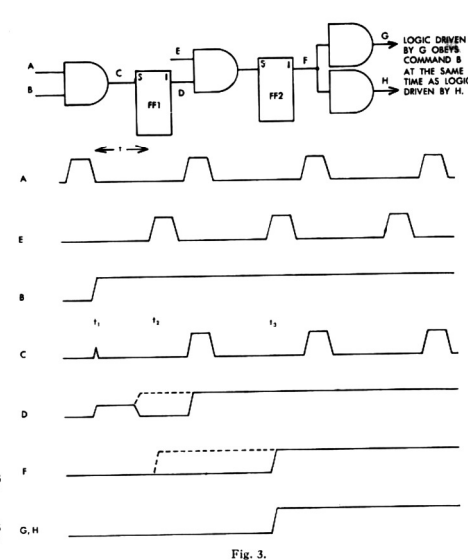 G
LOGIC DRIVEN
BY G OBEYS
COMMAND B
AT THE SAME
TIME AS LOGIC
DRIVEN BY H.
E
A
B
C
S 1
FF1
D
S 1
FF2
F
H
τ
A
E
B
t₁ t₂ t₃
C
D
F
G, H
Fig. 3.